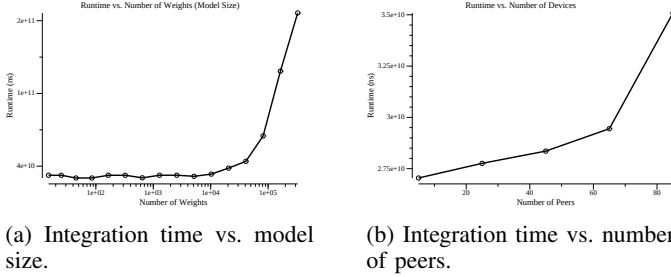 Runtime vs. Number of Weights (Model Size)
2e+11
1e+11
4e+10
Runtime (ns)
1e+02
1e+03
1e+04
1e+05
Number of Weights
(a) Integration time vs. model
size.
Runtime vs. Number of Devices
3.5e+10
3.25e+10
3e+10
2.75e+10
Runtime (ns)
20
40
60
80
Number of Peers
(b) Integration time vs. number
of peers.